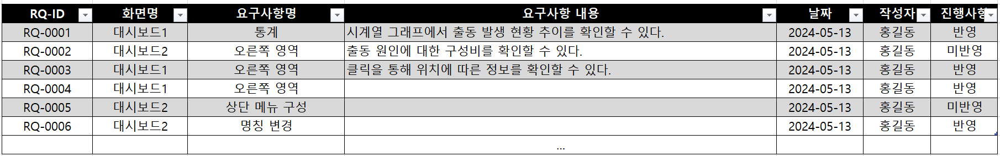 RQ-ID 화면명 요구사항명 요구사항 내용 날짜 작성자 진행사항
RQ-0001 대시보드1 통계 시계열 그래프에서 출동 발생 현황 추이를 확인할 수 있다. 2024-05-13 홍길동 반영
RQ-0002 대시보드2 오른쪽 영역 출동 원인에 대한 구성비를 확인할 수 있다. 2024-05-13 홍길동 미반영
RQ-0003 대시보드1 오른쪽 영역 클릭을 통해 위치에 따른 정보를 확인할 수 있다. 2024-05-13 홍길동 반영
RQ-0004 대시보드1 오른쪽 영역 2024-05-13 홍길동 반영
RQ-0005 대시보드2 상단 메뉴 구성 2024-05-13 홍길동 미반영
RQ-0006 대시보드2 명칭 변경 2024-05-13 홍길동 반영
...